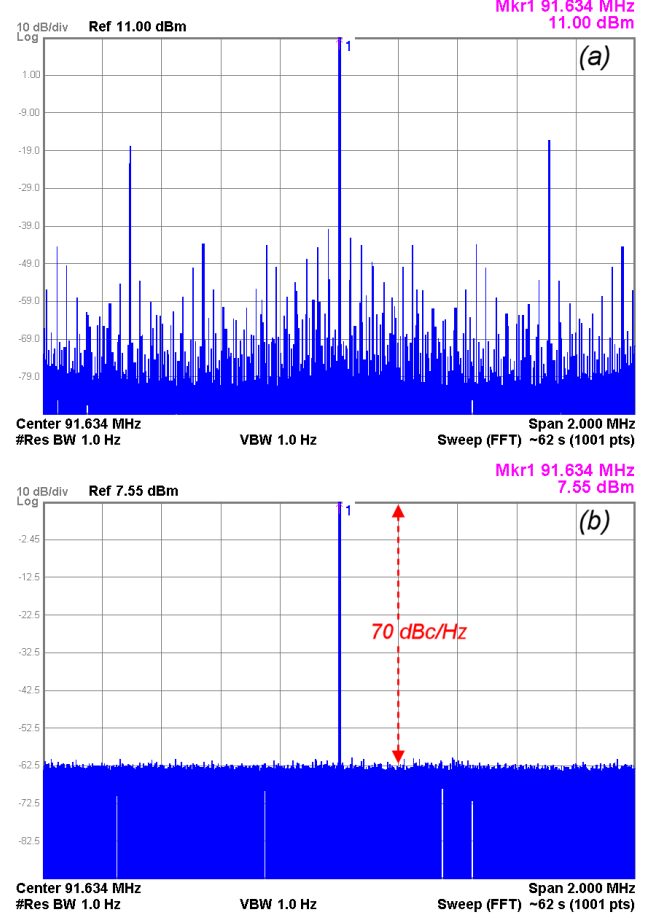 Mkr1 91.634 MHz
11.00 dBm
10 dB/div Ref 11.00 dBm
Log
1
(a)
1.00
-9.00
-19.0
-29.0
-39.0
-49.0
-59.0
-69.0
-79.0
Center 91.634 MHz Span 2.000 MHz
#Res BW 1.0 Hz VBW 1.0 Hz Sweep (FFT) ~62 s (1001 pts)
Mkr1 91.634 MHz
7.55 dBm
10 dB/div Ref 7.55 dBm
Log
1
(b)
-2.45
-12.5
-22.5
70 dBc/Hz
-32.5
-42.5
-52.5
-62.5
-72.5
-82.5
Center 91.634 MHz Span 2.000 MHz
#Res BW 1.0 Hz VBW 1.0 Hz Sweep (FFT) ~62 s (1001 pts)